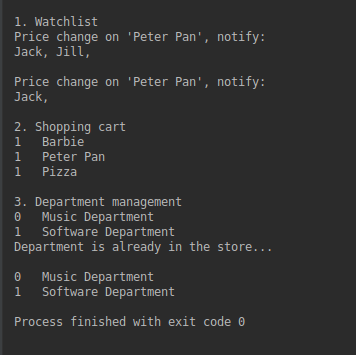 1. Watchlist
Price change on 'Peter Pan', notify:
Jack, Jill,
Price change on 'Peter Pan', notify:
Jack,
2. Shopping cart
1   Barbie
1   Peter Pan
1   Pizza
3. Department management
0   Music Department
1   Software Department
Department is already in the store...
0   Music Department
1   Software Department
Process finished with exit code 0